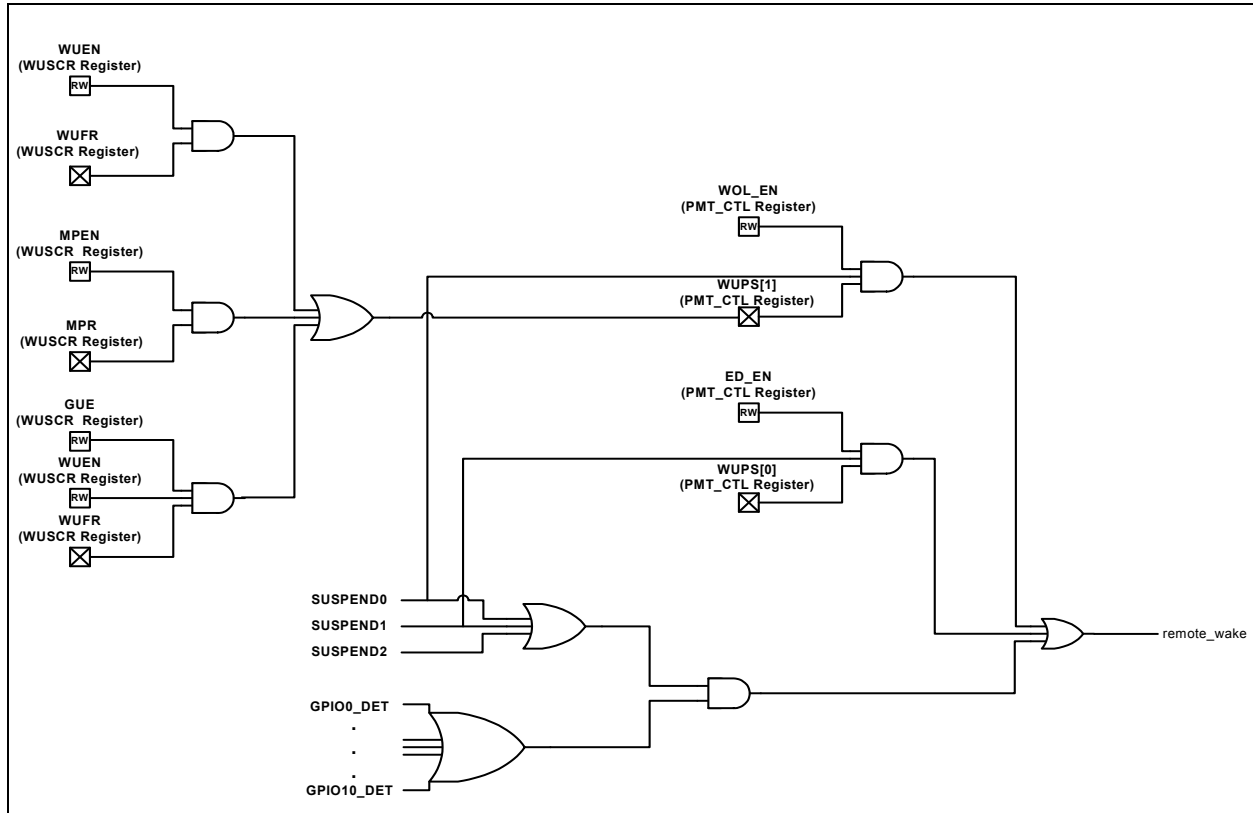 WUEN
(WUSCR Register)
RW
WUFR
(WUSCR Register)
MPEN
(WUSCR Register)
RW
MPR
(WUSCR Register)
GUE
(WUSCR Register)
RW
WUEN
(WUSCR Register)
RW
WUFR
(WUSCR Register)
WOL_EN
(PMT_CTL Register)
RW
WUPS[1]
(PMT_CTL Register)
ED_EN
(PMT_CTL Register)
RW
WUPS[0]
(PMT_CTL Register)
SUSPEND0
SUSPEND1
SUSPEND2
GPIO0_DET
.
.
.
GPIO10_DET
remote_wake